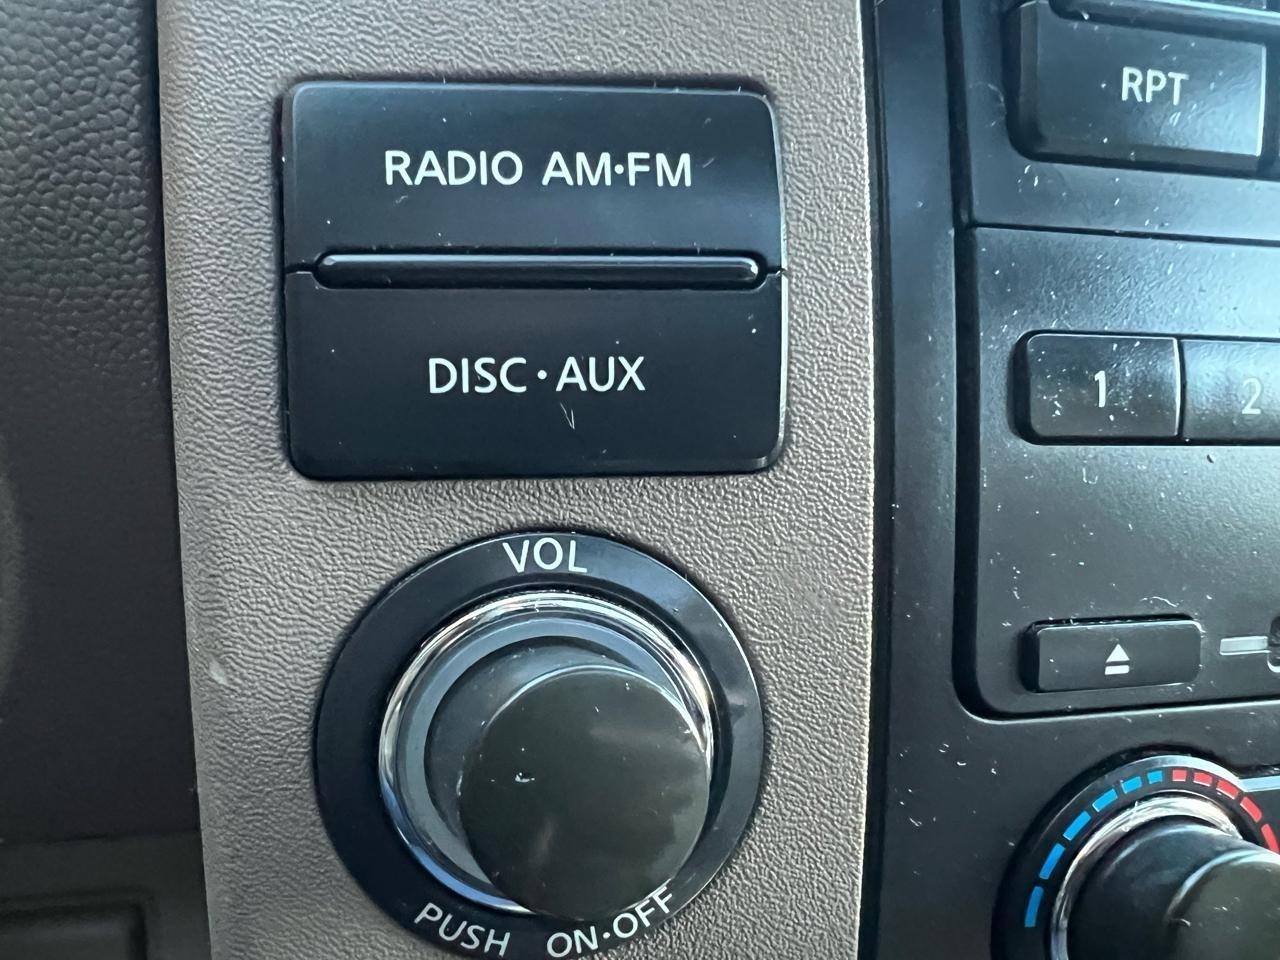 RADIO AM·FM
RPT
DISC·AUX
1
2
VOL
PUSH ON·OFF